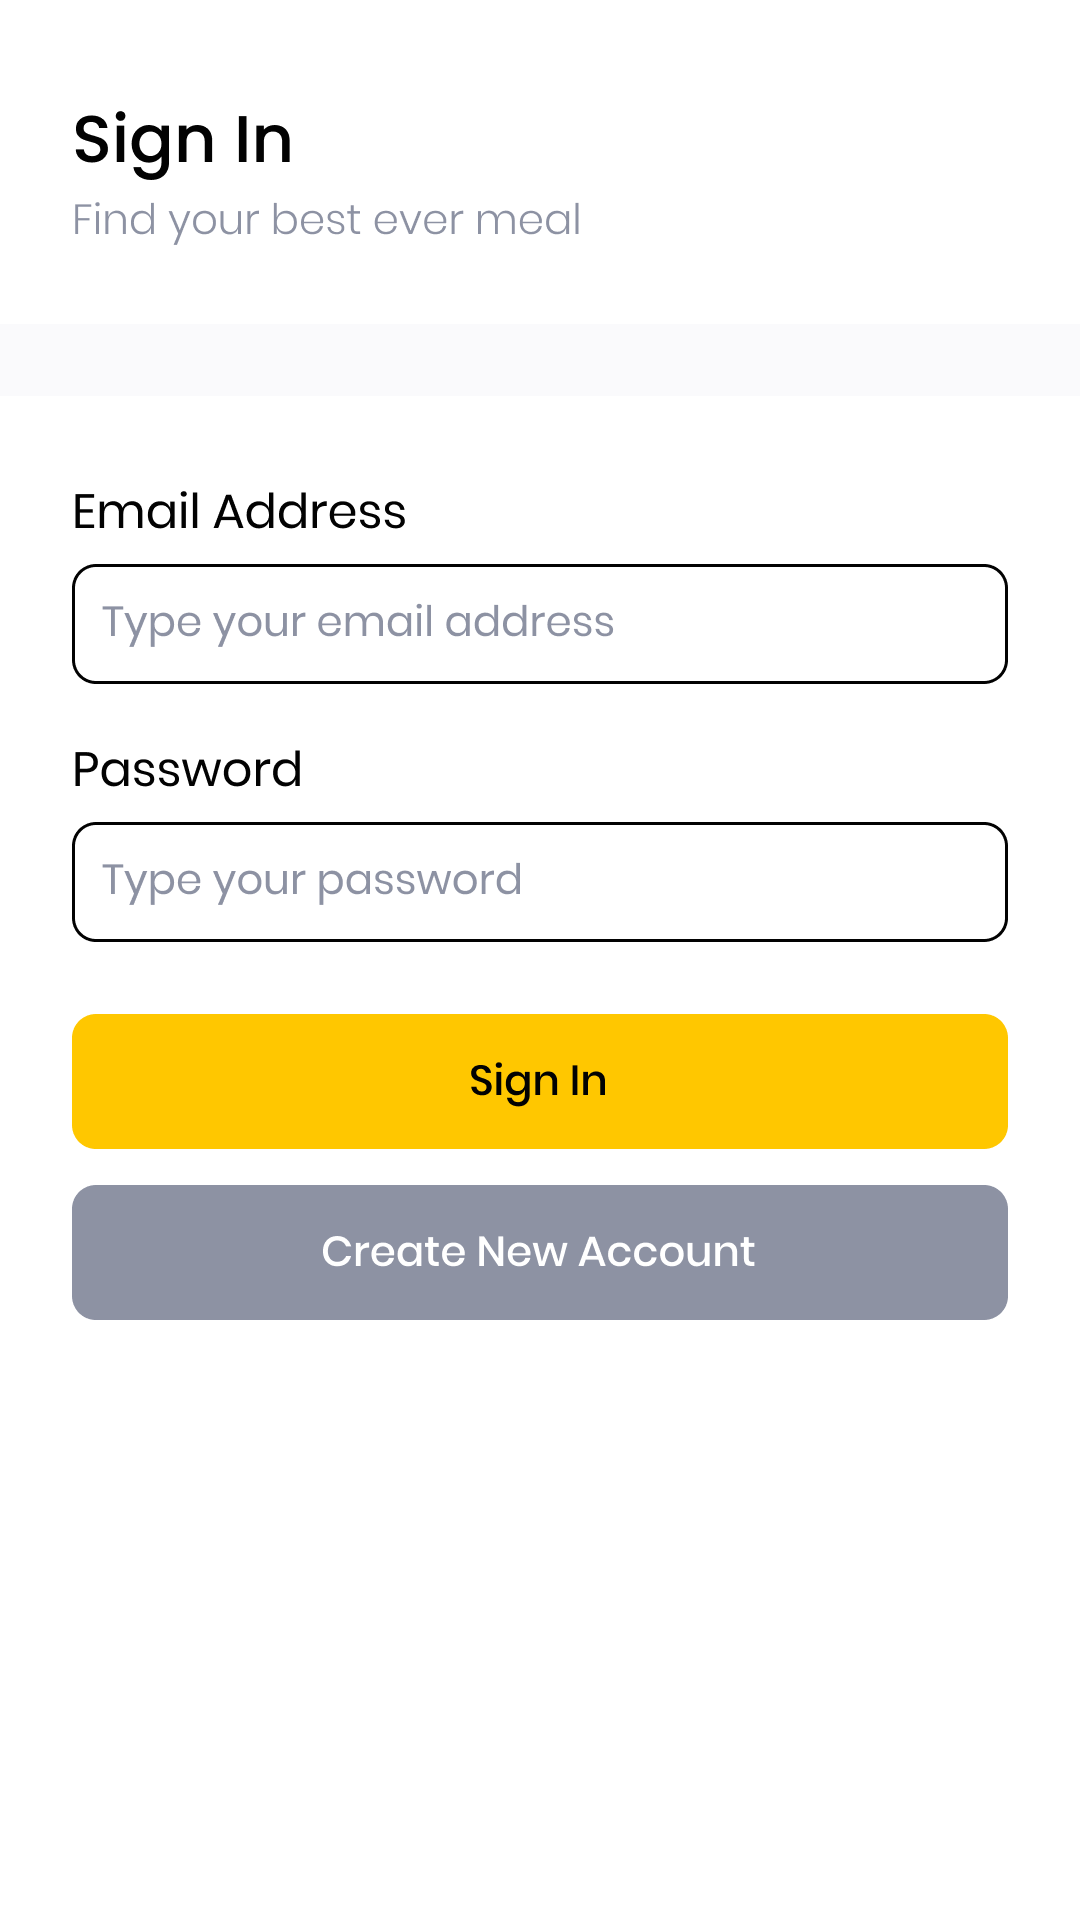 Sign In
Find your best ever meal
Email Address
Type your email address
Password
Type your password
Sign In
Create New Account